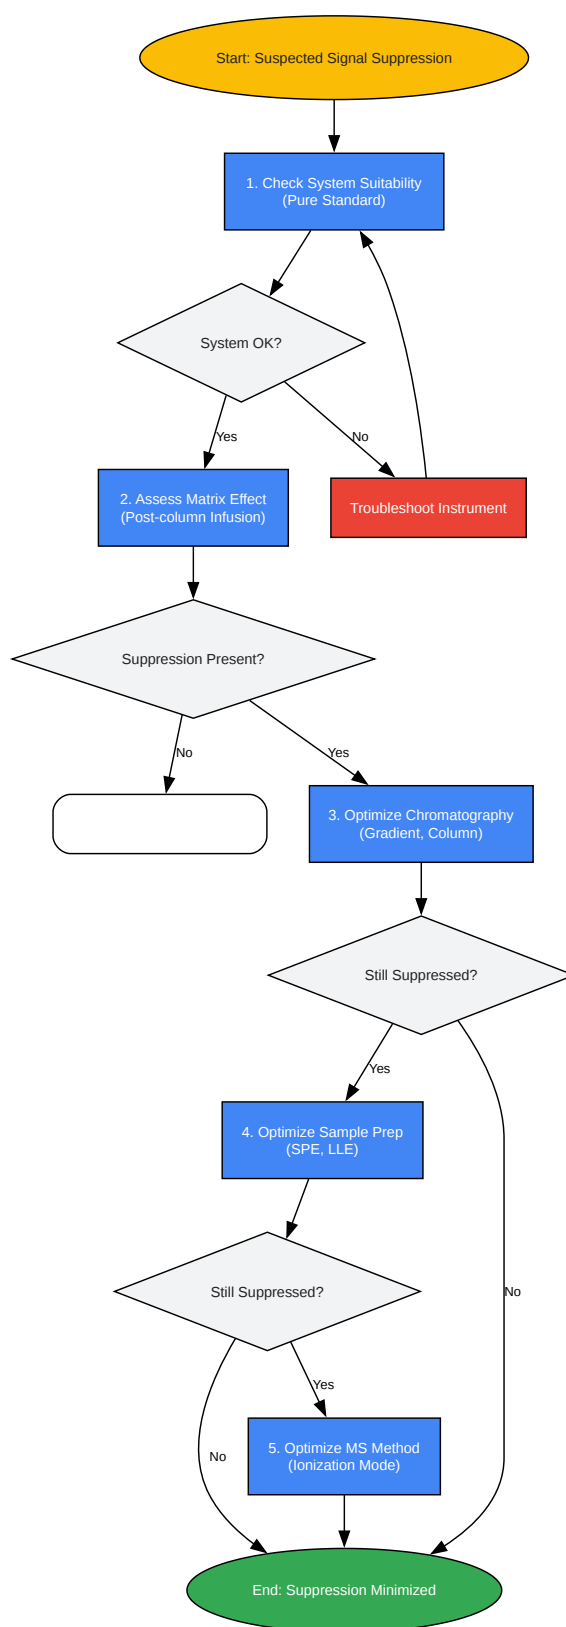 Start: Suspected Signal Suppression
1. Check System Suitability
(Pure Standard)
System OK?
Yes
No
2. Assess Matrix Effect
(Post-column Infusion)
Troubleshoot Instrument
Suppression Present?
No
Yes
3. Optimize Chromatography
(Gradient, Column)
Still Suppressed?
Yes
4. Optimize Sample Prep
(SPE, LLE)
Still Suppressed?
No
Yes
5. Optimize MS Method
(Ionization Mode)
No
End: Suppression Minimized